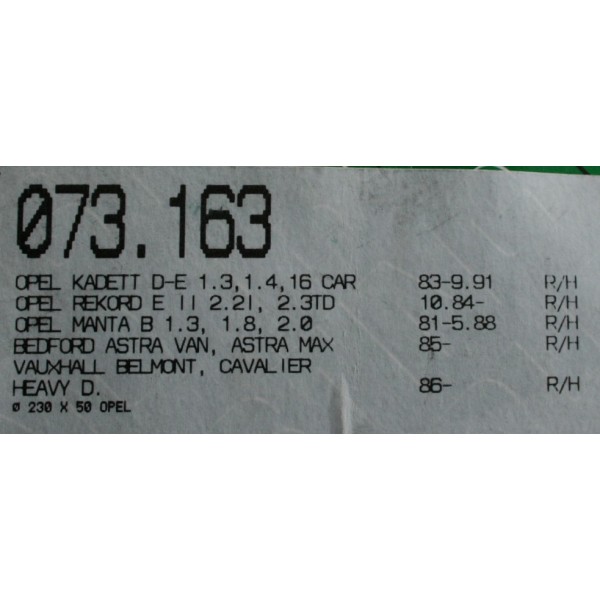 073.163
OPEL KADETT D-E 1.3,1.4,16 CAR 83-9.91 R/H
OPEL REKORD E II 2.2I, 2.3TD 10.84- R/H
OPEL MANTA B 1.3, 1.8, 2.0 81-5.88 R/H
BEDFORD ASTRA VAN, ASTRA MAX 85- R/H
VAUXHALL BELMONT, CAVALIER
HEAVY D. 86- R/H
Ø 230 X 50 OPEL